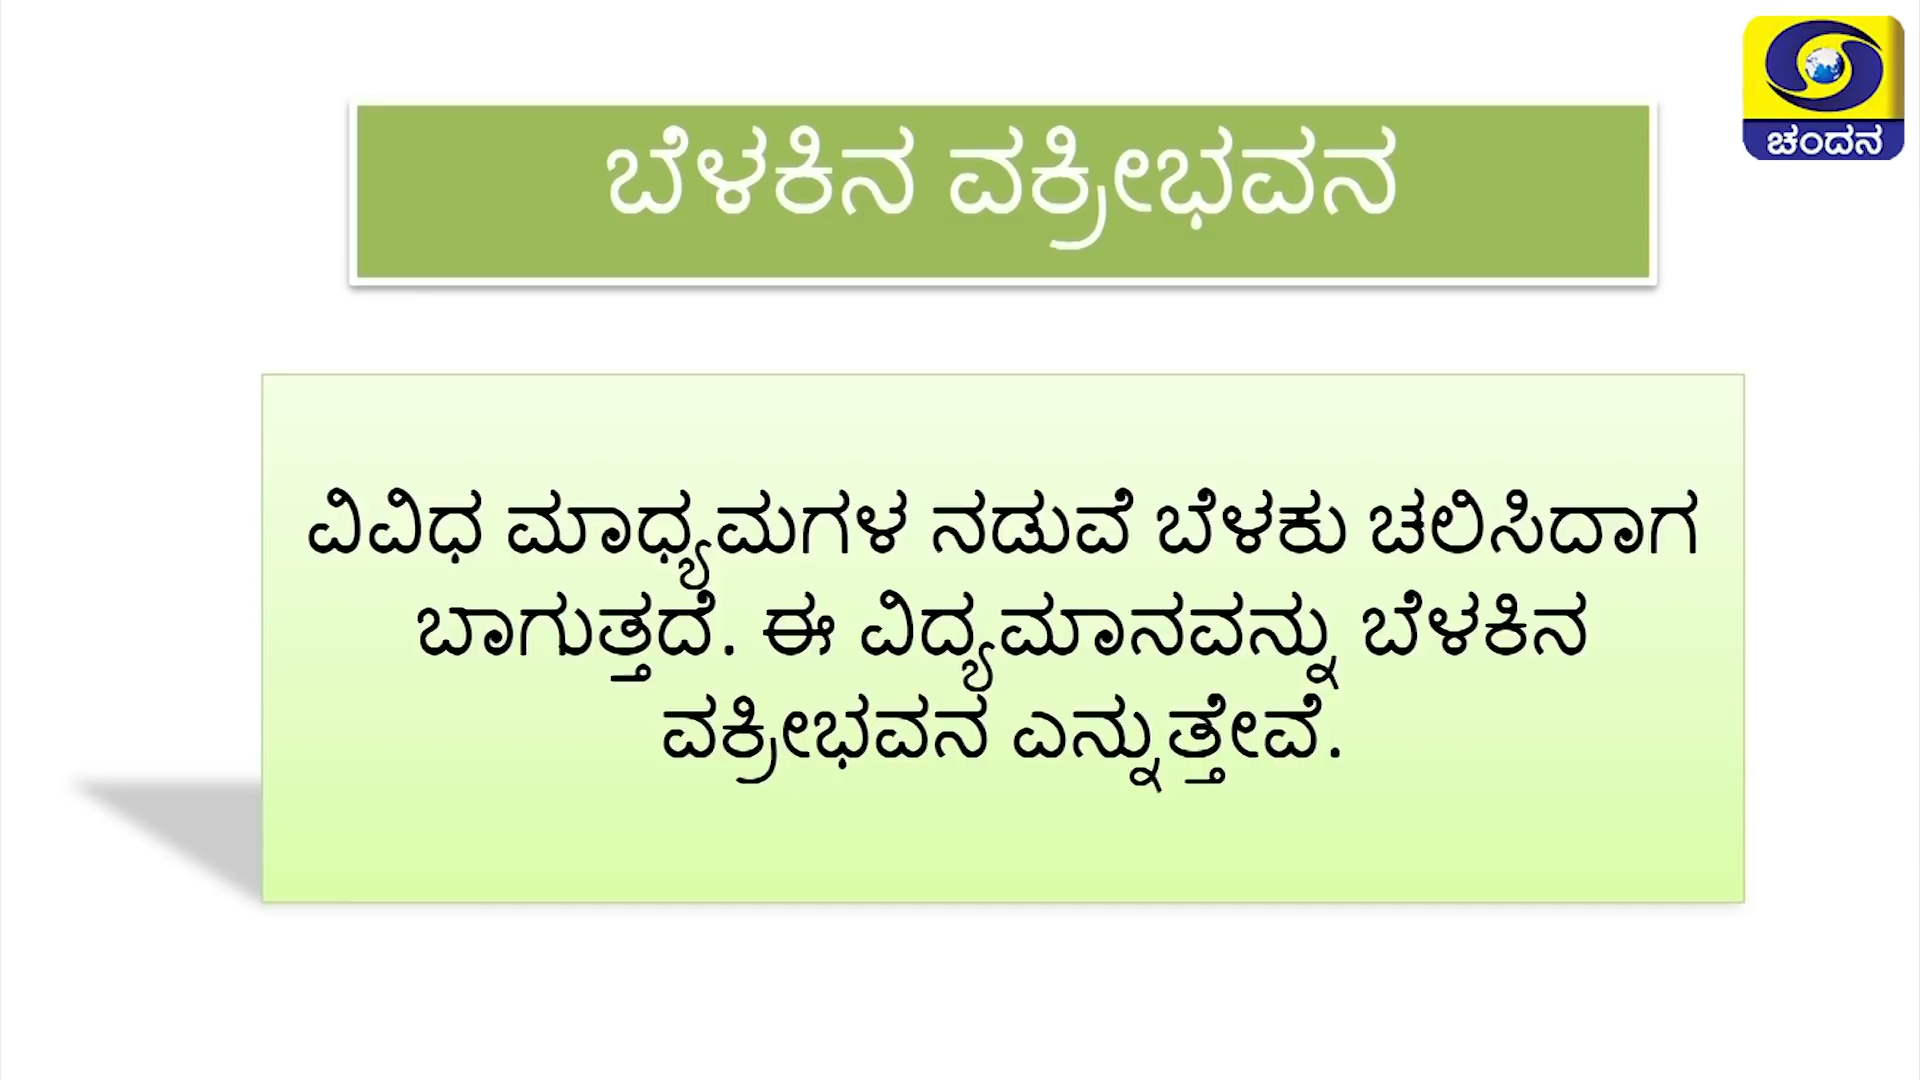 ಚಂದನ
ಬೆಳಕಿನ ವಕ್ರೀಭವನ
ವಿವಿಧ ಮಾಧ್ಯಮಗಳ ನಡುವೆ ಬೆಳಕು ಚಲಿಸಿದಾಗ
ಬಾಗುತ್ತದೆ. ಈ ವಿದ್ಯಮಾನವನ್ನು ಬೆಳಕಿನ
ವಕ್ರೀಭವನ ಎನ್ನುತ್ತೇವೆ.